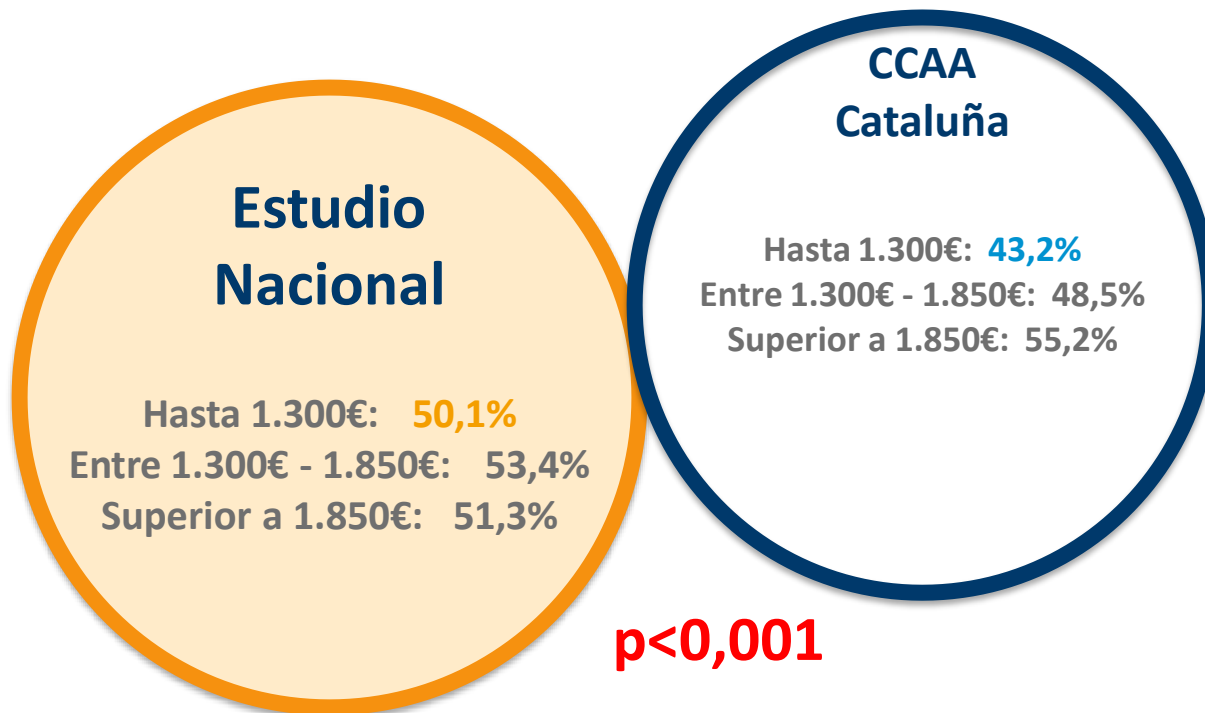 Estudio
Nacional
Hasta 1.300€: 50,1%
Entre 1.300€ - 1.850€: 53,4%
Superior a 1.850€: 51,3%
CCAA
Cataluña
Hasta 1.300€: 43,2%
Entre 1.300€ - 1.850€: 48,5%
Superior a 1.850€: 55,2%
p<0,001